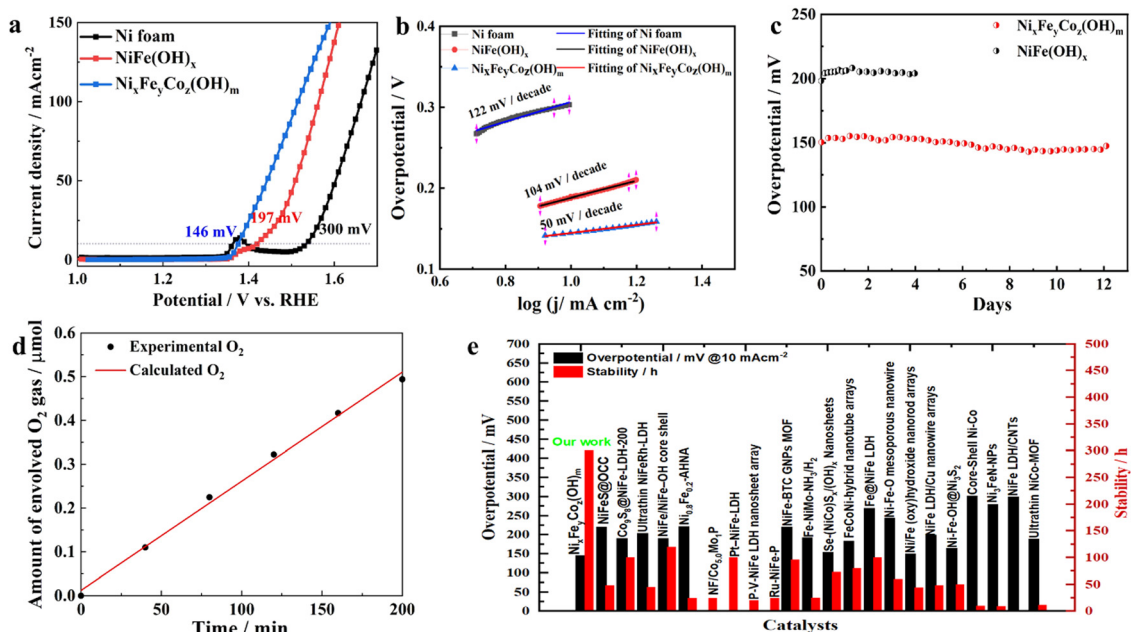 a
150
125
100
75
50
25
0
Current density / mAcm⁻²
Ni foam
NiFe(OH)ₓ
NiₓFeᵧCo_z(OH)ₘ
146 mV
197 mV
300 mV
1.0
1.2
1.4
1.6
Potential / V vs. RHE
b
0.4
0.3
0.2
0.1
Overpotential / V
Ni foam
NiFe(OH)ₓ
NiₓFeᵧCo_z(OH)ₘ
Fitting of Ni foam
Fitting of NiFe(OH)ₓ
Fitting of NiₓFeᵧCo_z(OH)ₘ
122 mV / decade
104 mV / decade
50 mV / decade
0.6
0.8
1.0
1.2
1.4
log (j/ mA cm⁻²)
c
250
200
150
100
50
Overpotential / mV
NiₓFeᵧCo_z(OH)ₘ
NiFe(OH)ₓ
0
2
4
6
8
10
12
Days
d
0.6
0.5
0.4
0.3
0.2
0.1
0.0
Amount of envolved O₂ gas / μmol
Experimental O₂
Calculated O₂
0
50
100
150
200
Time / min
e
700
650
600
550
500
450
400
350
300
250
200
150
100
50
0
Overpotential / mV
Overpotential / mV @10 mAcm⁻²
Stability / h
Our work
NiₓFeᵧCo_z(OH)ₘ
NiFeS@OCC
Co₉S₈@NiFe-LDH-200
Ultrathin NiFeRh-LDH
NiFe/NiFe-OH core shell
Ni₀.₈Fe₀.₂-AHNA
NF/Co₅.₀Mo₁P
Pt-NiFe-LDH
P-V-NiFe LDH nanosheet array
Ru-NiFe-P
NiFe-BTC GNPs MOF
Fe-NiMo-NH₃/H₂
Se-(NiCo)Sₓ/(OH)ₓ Nanosheets
FeCoNi-hybrid nanotube arrays
Fe@NiFe LDH
Ni-Fe-O mesoporous nanowire
Ni/Fe (oxy)hydroxide nanorod arrays
NiFe LDH/Cu nanowire arrays
Ni-Fe-OH@Ni₃S₂
Core-Shell Ni-Co
Ni₃FeN-NPs
NiFe LDH/CNTs
Ultrathin NiCo-MOF
Catalysts
500
450
400
350
300
250
200
150
100
50
0
Stability / h